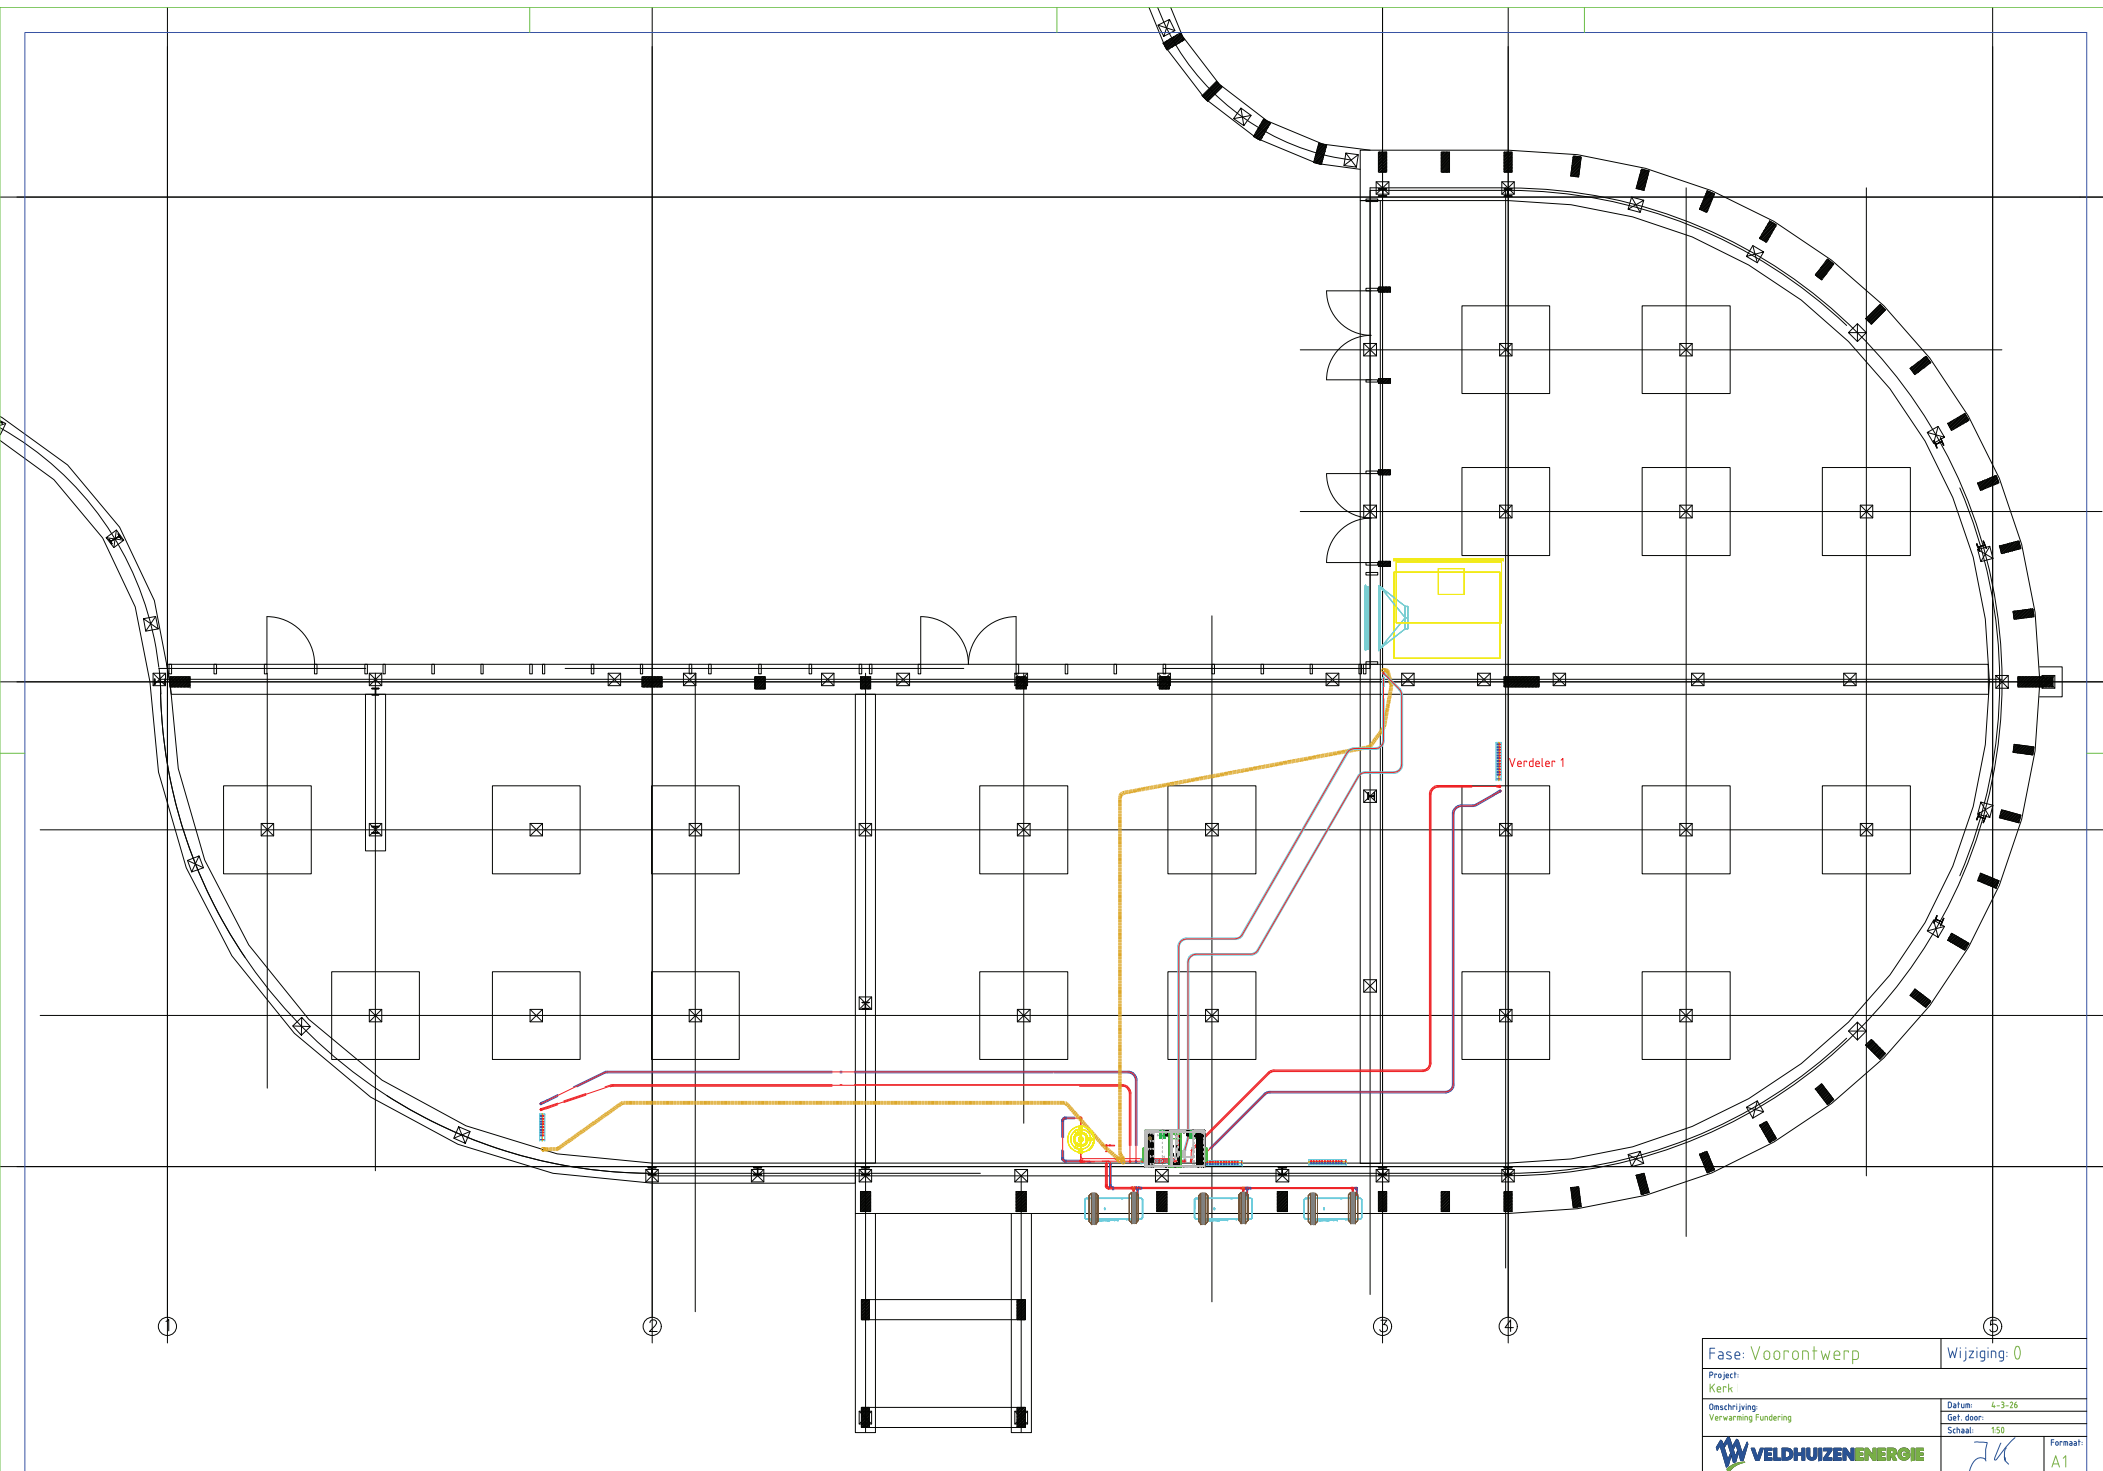 Verdeler 1
1
2
3
4
5
Fase: Voorontwerp
Wijziging: 0
Project:
Kerk
Omschrijving:
Verwarming Fundering
Datum: 4-3-26
Get. door:
Schaal: 1:50
VELDHUIZENENERGIE
JK
Formaat:
A1